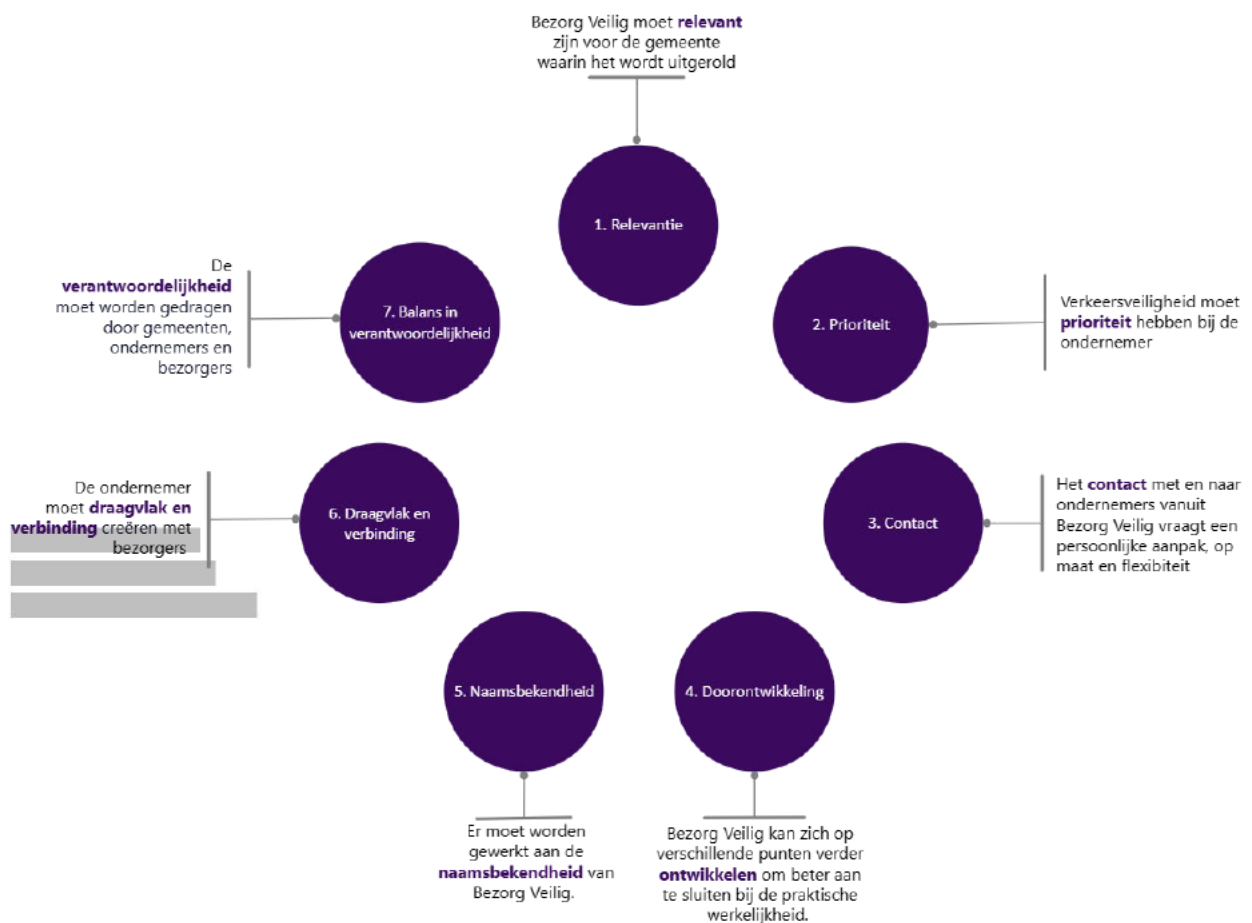 Bezorg Veilig moet relevant
zijn voor de gemeente
waarin het wordt uitgerold
1. Relevantie
2. Prioriteit
Verkeersveiligheid moet
prioriteit hebben bij de
ondernemer
3. Contact
Het contact met en naar
ondernemers vanuit
Bezorg Veilig vraagt een
persoonlijke aanpak, op
maat en flexibiteit
4. Doorontwikkeling
Bezorg Veilig kan zich op
verschillende punten verder
ontwikkelen om beter aan
te sluiten bij de praktische
werkelijkheid.
5. Naamsbekendheid
Er moet worden
gewerkt aan de
naamsbekendheid van
Bezorg Veilig.
6. Draagvlak en
verbinding
De ondernemer
moet draagvlak en
verbinding creëren met
bezorgers
7. Balans in
verantwoordelijkheid
De
verantwoordelijkheid
moet worden gedragen
door gemeenten,
ondernemers en
bezorgers